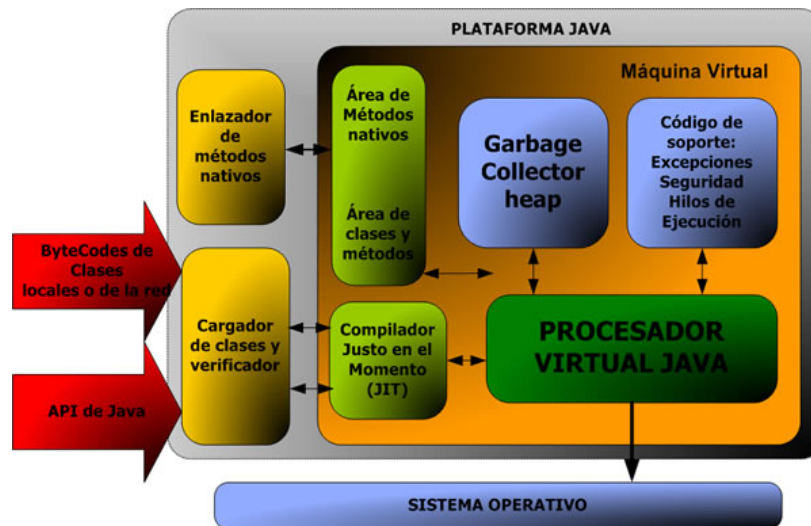 PLATAFORMA JAVA
Máquina Virtual
Enlazador
de
métodos
nativos
Área de
Métodos
nativos
Área de
clases y
métodos
Garbage
Collector
heap
Código de
soporte:
Excepciones
Seguridad
Hilos de
Ejecución
ByteCodes de
Clases
locales o de la red
Cargador
de clases y
verificador
Compilador
Justo en el
Momento
(JIT)
PROCESADOR
VIRTUAL JAVA
API de Java
SISTEMA OPERATIVO